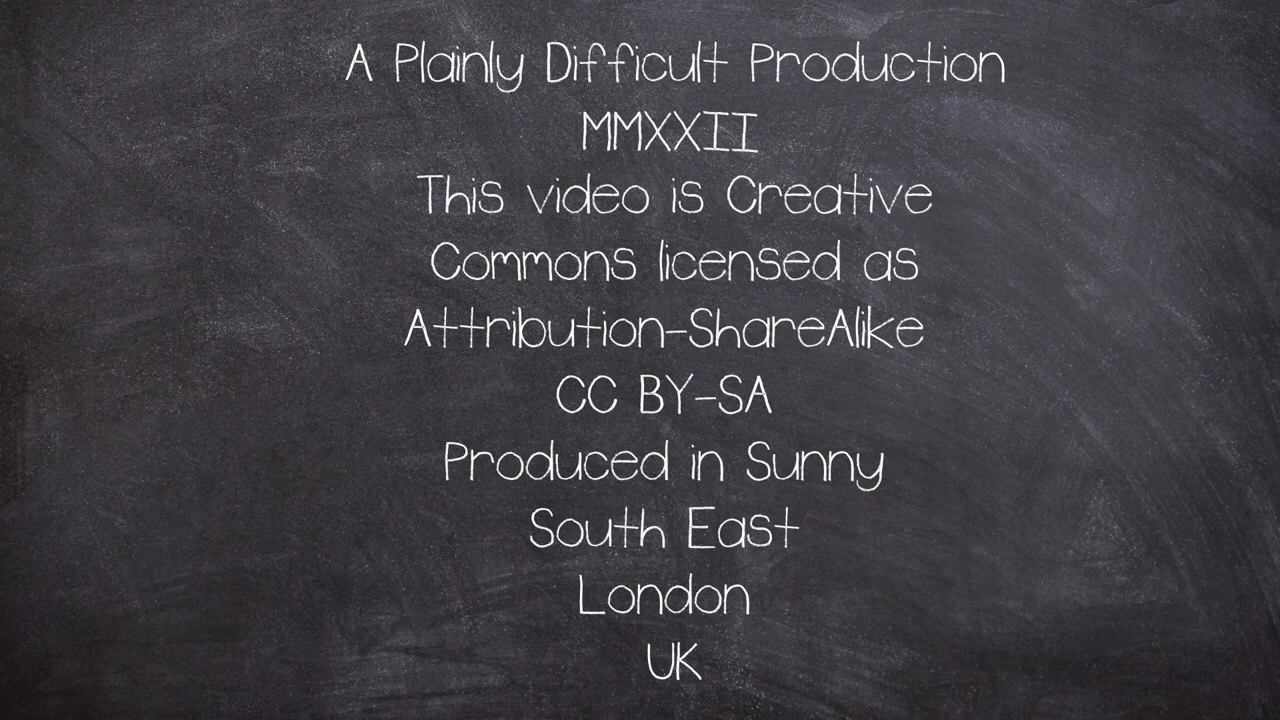 A Plainly Difficult Production
MMXXII
This video is Creative
Commons licensed as
Attribution-ShareAlike
CC BY-SA
Produced in Sunny
South East
London
UK